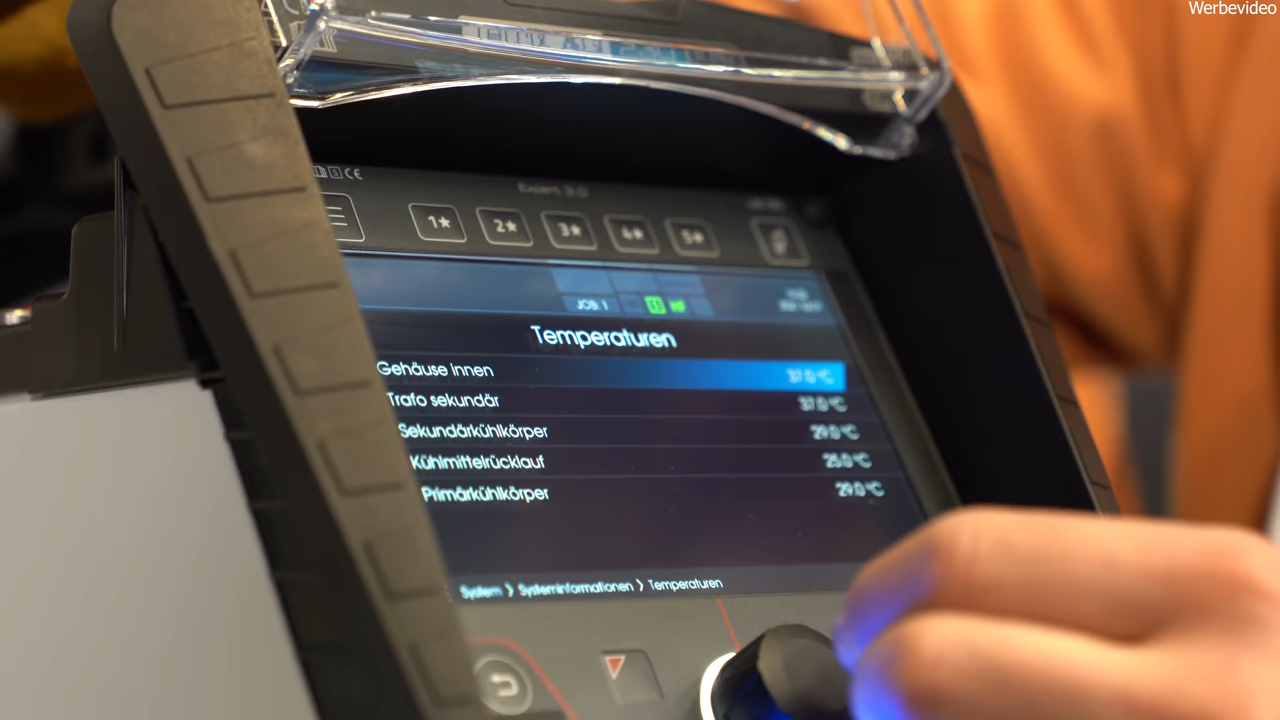 Werbevideo
CE
Expert 3.0
1★ 2★ 3★ 4★ 5★
JOB 1
Temperaturen
Gehäuse innen 37.0 °C
Trafo sekundär 37.0 °C
Sekundärkühlkörper 29.0 °C
Kühlmittelrücklauf 25.0 °C
Primärkühlkörper 29.0 °C
System > Systeminformationen > Temperaturen